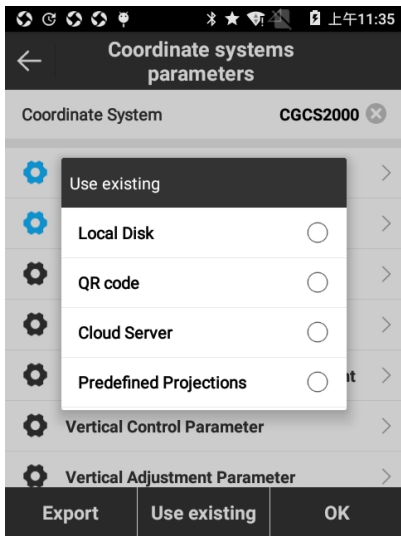 上午11:35
Coordinate systems
parameters
Coordinate System CGCS2000
Use existing
Local Disk
QR code
Cloud Server
Predefined Projections
Vertical Control Parameter
Vertical Adjustment Parameter
Export Use existing OK